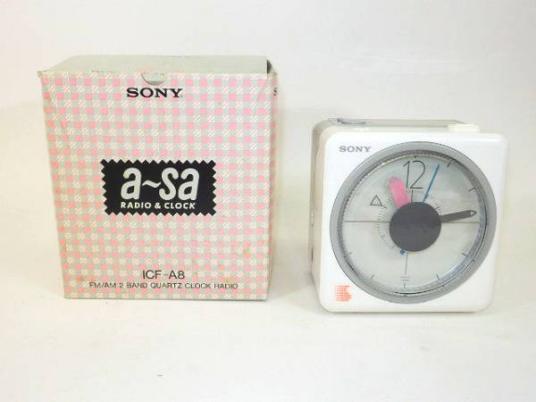 SONY
a~sa
RADIO & CLOCK
ICF-A8
FM/AM 2 BAND QUARTZ CLOCK RADIO
SONY
12